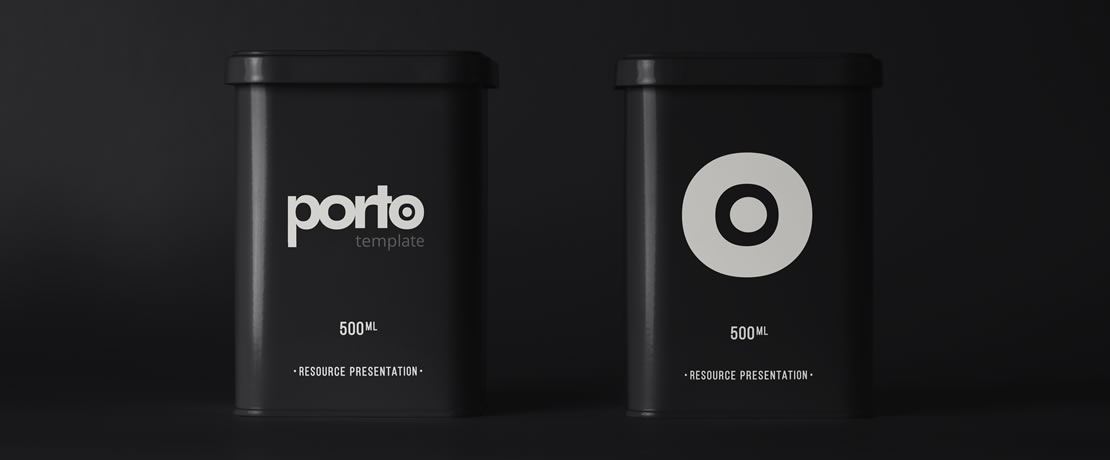 porto
template
500ML
• RESOURCE PRESENTATION •
500ML
• RESOURCE PRESENTATION •